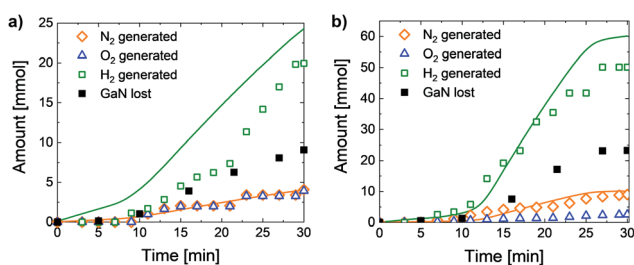 a)
N₂ generated
O₂ generated
H₂ generated
GaN lost
Amount [mmol]
25
20
15
10
5
0
0 5 10 15 20 25 30
Time [min]
b)
N₂ generated
O₂ generated
H₂ generated
GaN lost
Amount [mmol]
60
50
40
30
20
10
0
0 5 10 15 20 25 30
Time [min]